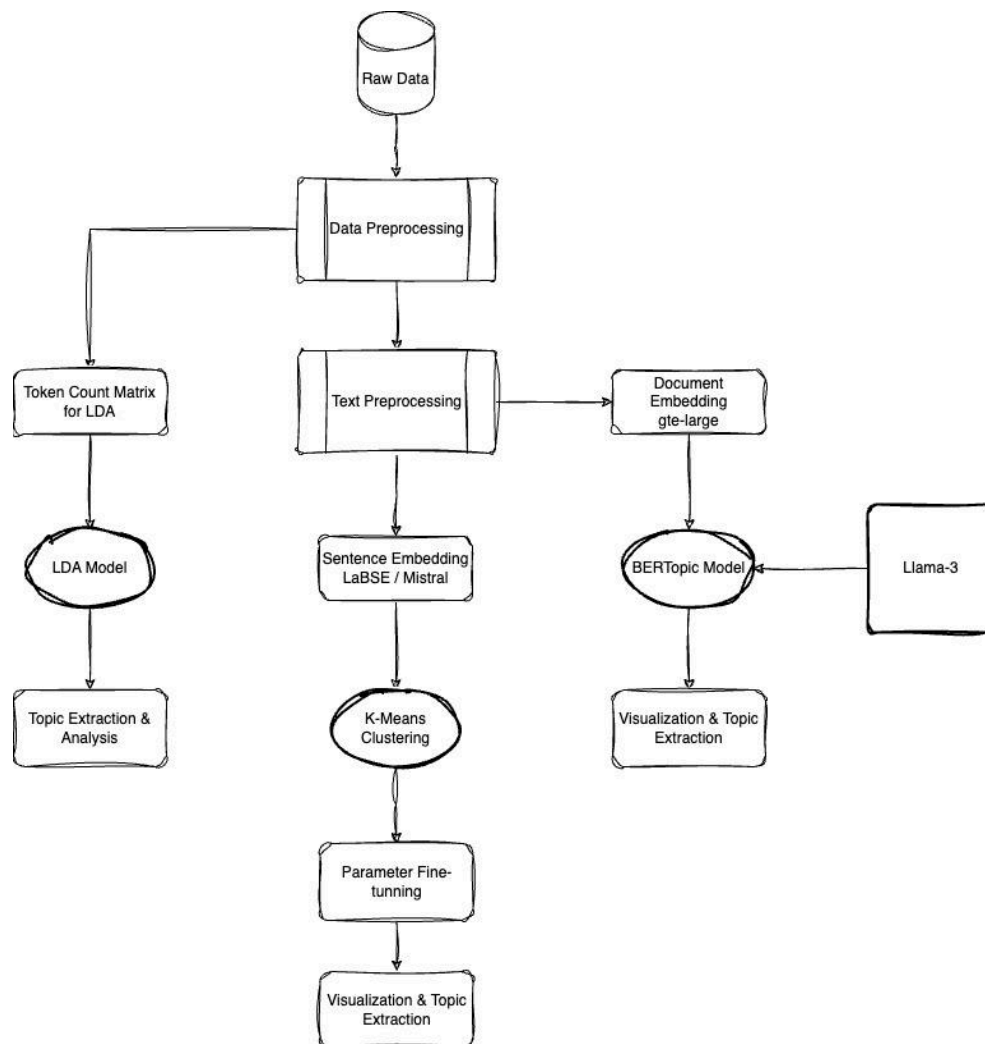 Raw Data
Data Preprocessing
Token Count Matrix
for LDA
Text Preprocessing
Document
Embedding
gte-large
LDA Model
Sentence Embedding
LaBSE / Mistral
BERTopic Model
Llama-3
Topic Extraction &
Analysis
K-Means
Clustering
Visualization & Topic
Extraction
Parameter Fine-
tunning
Visualization & Topic
Extraction